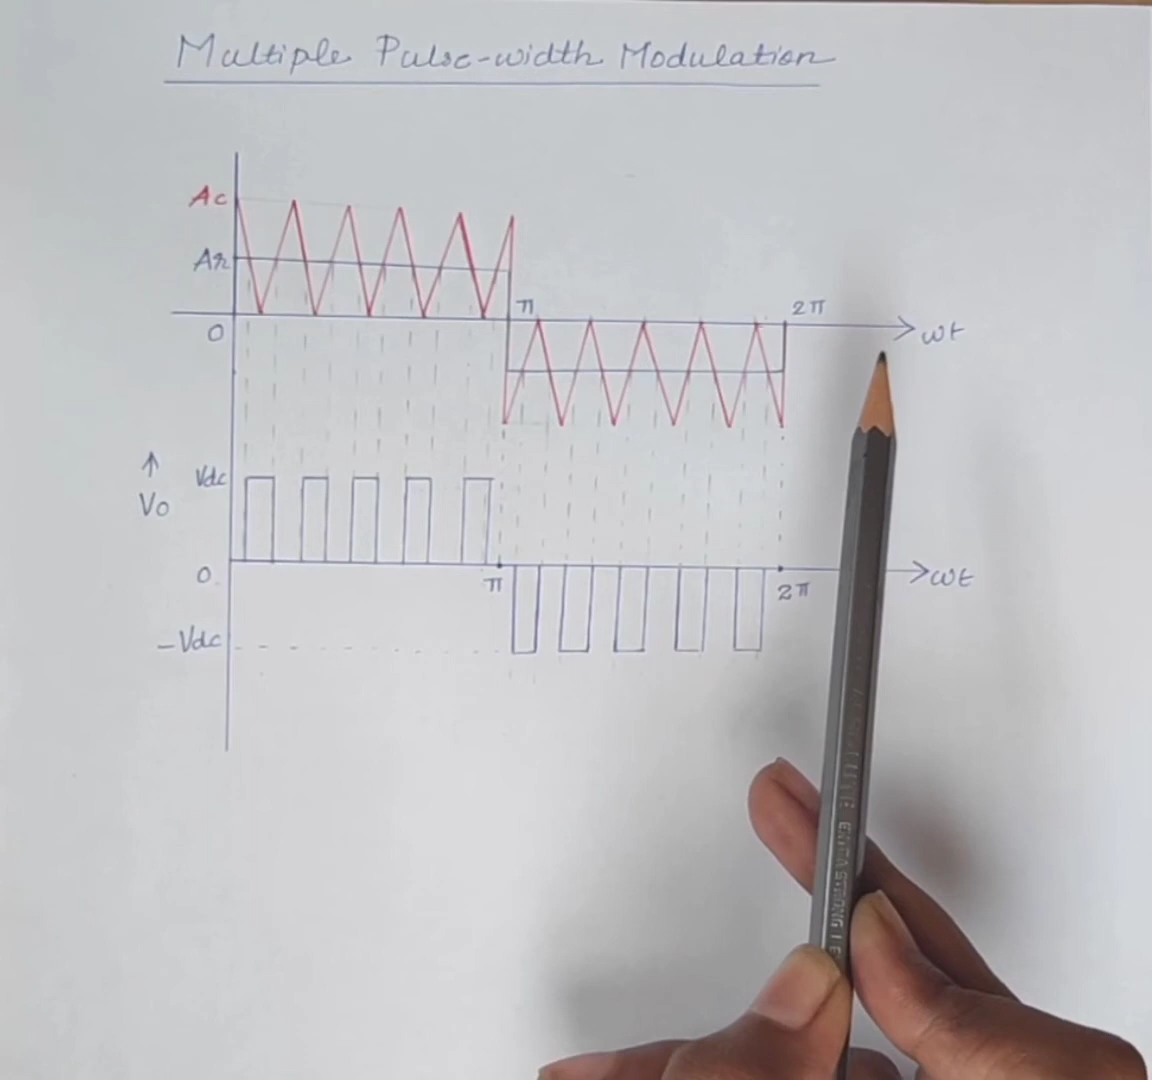 Multiple Pulse-width Modulation
Ac
Ar
0
π
2π
ωt
↑
Vo
Vdc
0
π
2π
ωt
-Vdc